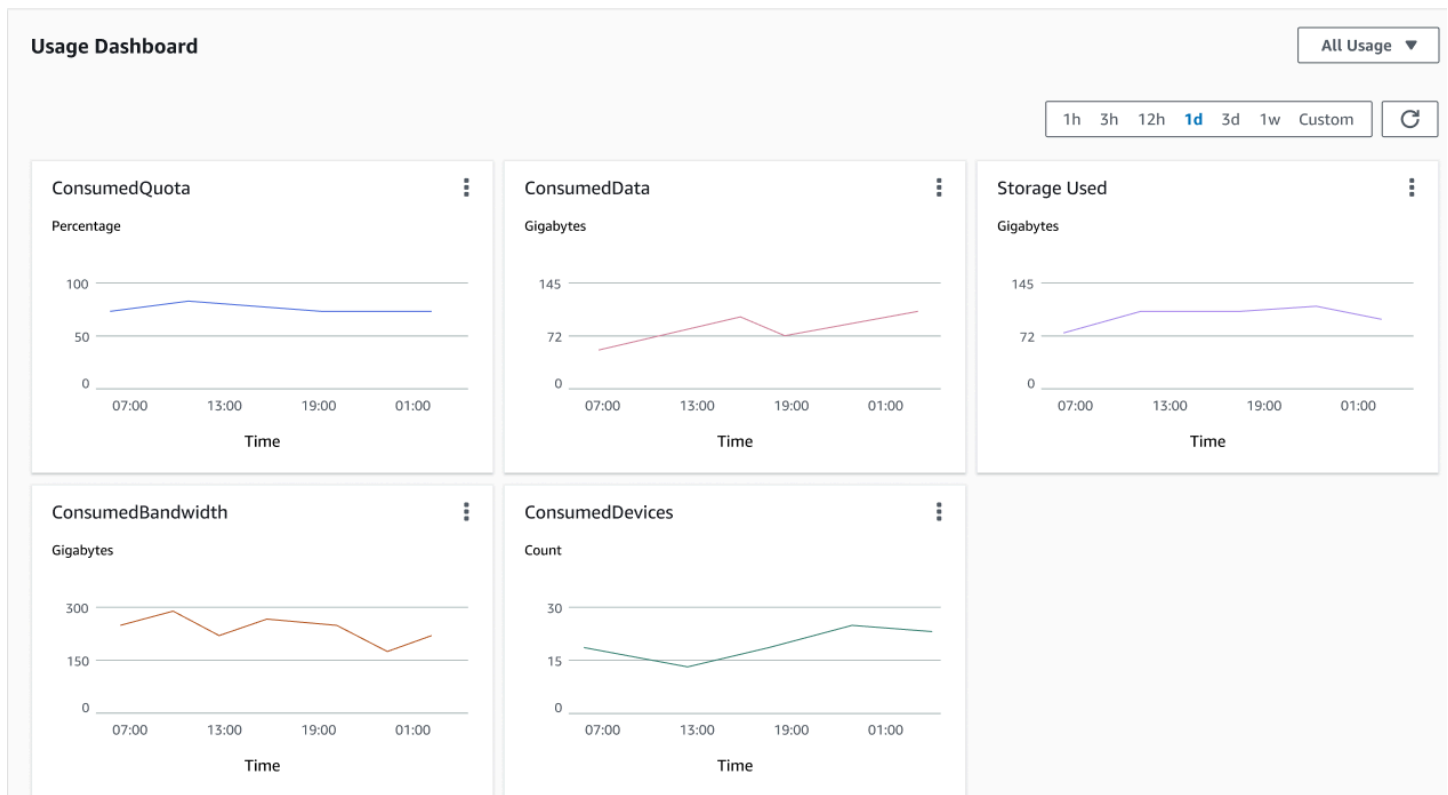 Usage Dashboard
All Usage
1h 3h 12h 1d 3d 1w Custom
ConsumedQuota
Percentage
100
50
0
07:00 13:00 19:00 01:00
Time
ConsumedData
Gigabytes
145
72
0
07:00 13:00 19:00 01:00
Time
Storage Used
Gigabytes
145
72
0
07:00 13:00 19:00 01:00
Time
ConsumedBandwidth
Gigabytes
300
150
0
07:00 13:00 19:00 01:00
Time
ConsumedDevices
Count
30
15
0
07:00 13:00 19:00 01:00
Time